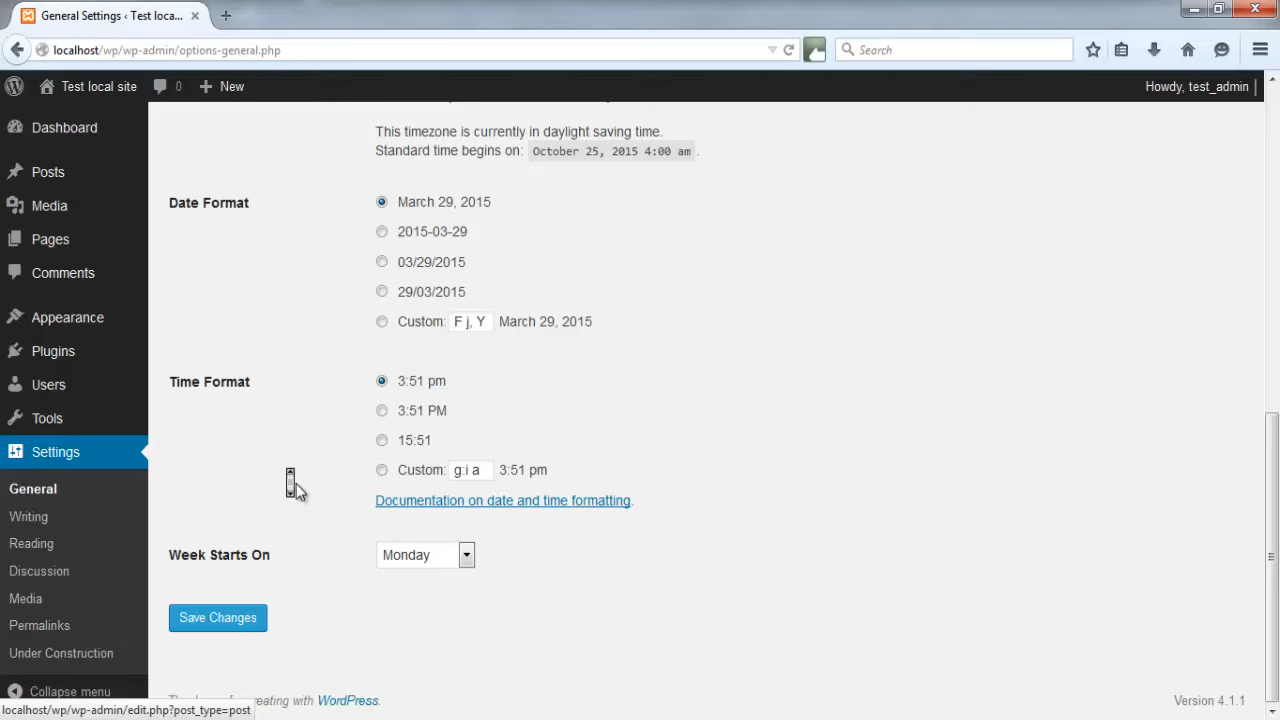 General Settings ‹ Test loca...
localhost/wp/wp-admin/options-general.php
Search
Test local site
0
New
Howdy, test_admin
Dashboard
Posts
Media
Pages
Comments
Appearance
Plugins
Users
Tools
Settings
General
Writing
Reading
Discussion
Media
Permalinks
Under Construction
Collapse menu
This timezone is currently in daylight saving time.
Standard time begins on: October 25, 2015 4:00 am .
Date Format
March 29, 2015
2015-03-29
03/29/2015
29/03/2015
Custom: F j, Y March 29, 2015
Time Format
3:51 pm
3:51 PM
15:51
Custom: g:i a 3:51 pm
Documentation on date and time formatting.
Week Starts On
Monday
Save Changes
creating with WordPress.
Version 4.1.1
localhost/wp/wp-admin/edit.php?post_type=post